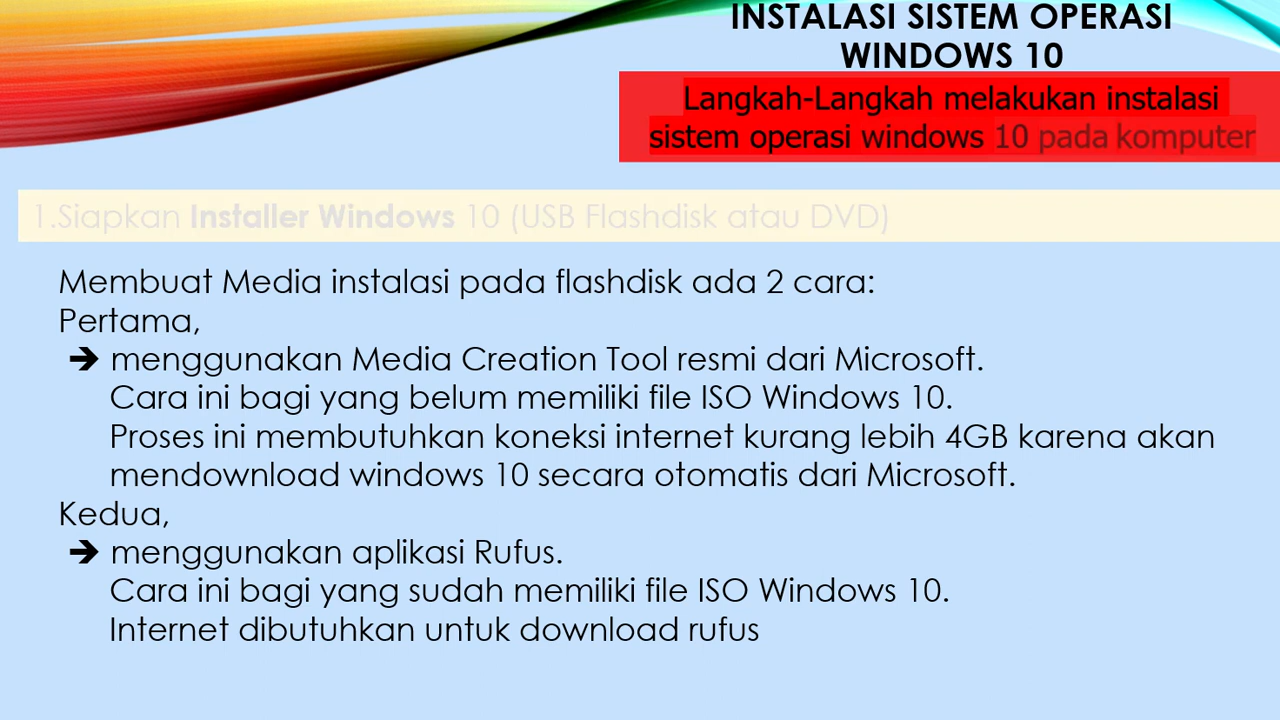 INSTALASI SISTEM OPERASI
WINDOWS 10
Langkah-Langkah melakukan instalasi
sistem operasi windows 10 pada komputer
1.Siapkan Installer Windows 10 (USB Flashdisk atau DVD)
Membuat Media instalasi pada flashdisk ada 2 cara:
Pertama,
➔ menggunakan Media Creation Tool resmi dari Microsoft.
Cara ini bagi yang belum memiliki file ISO Windows 10.
Proses ini membutuhkan koneksi internet kurang lebih 4GB karena akan
mendownload windows 10 secara otomatis dari Microsoft.
Kedua,
➔ menggunakan aplikasi Rufus.
Cara ini bagi yang sudah memiliki file ISO Windows 10.
Internet dibutuhkan untuk download rufus